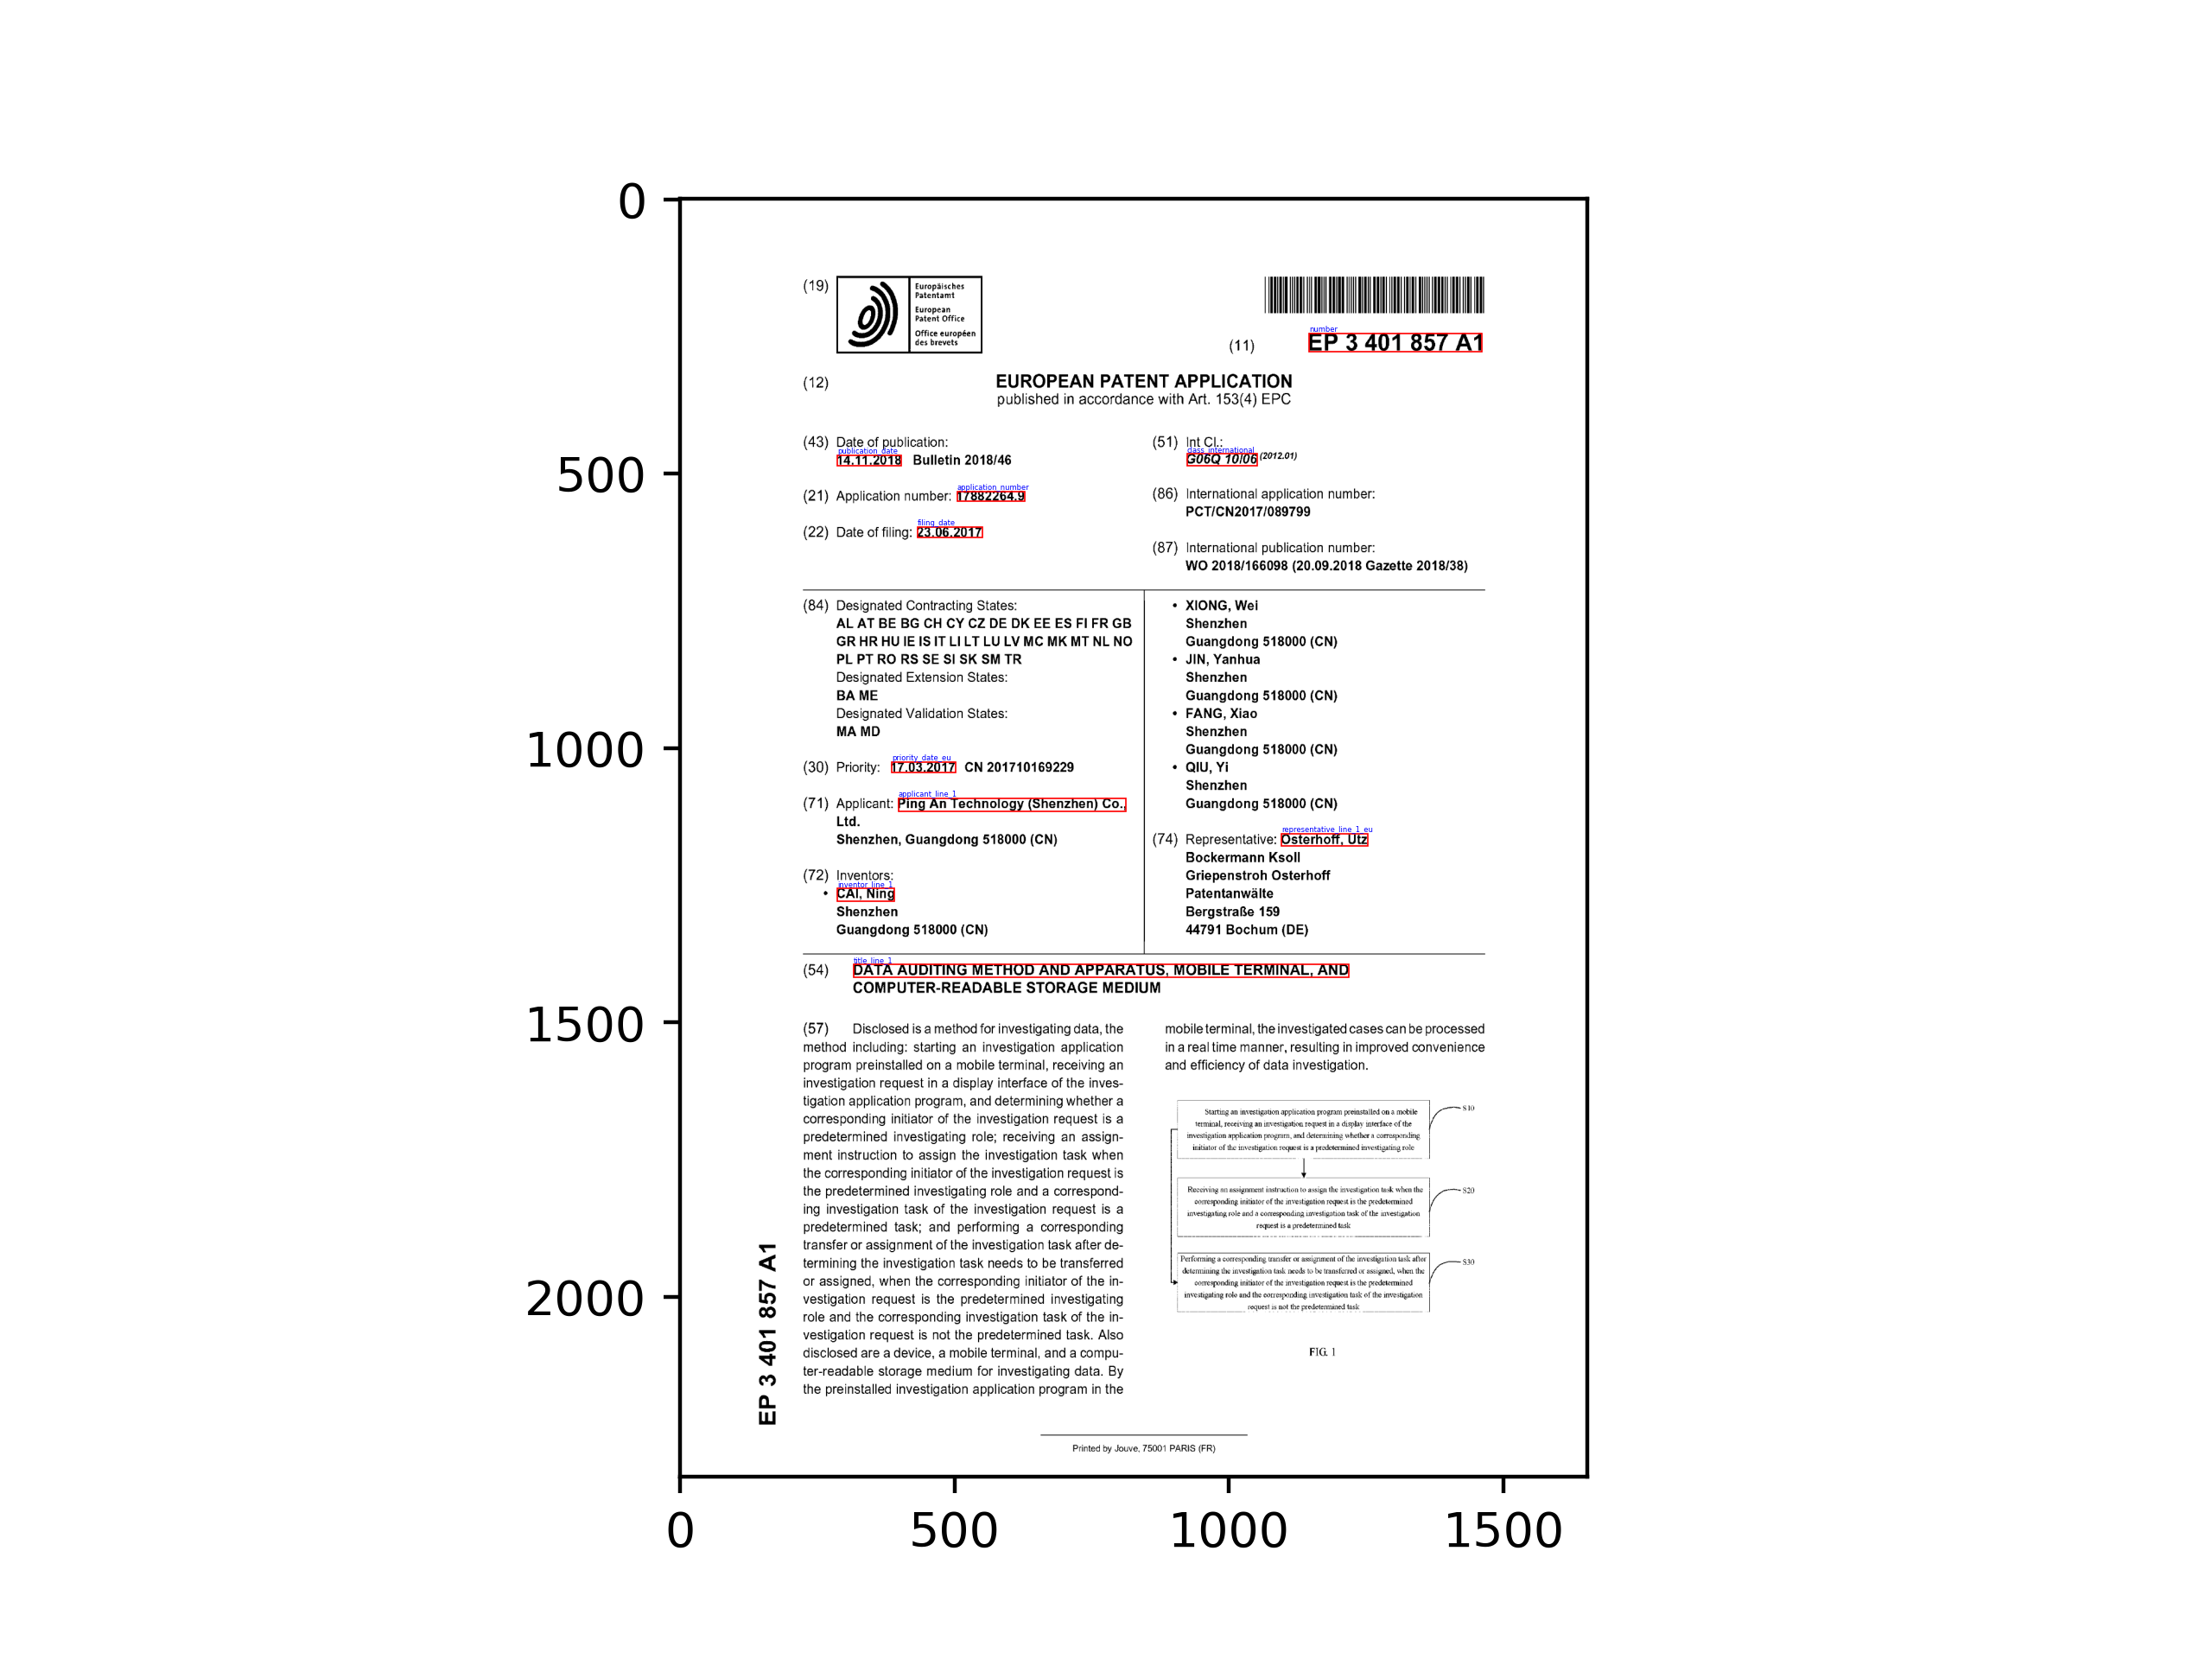 0
500
1000
1500
2000
0
500
1000
1500
(19)
Europäisches
Patentamt
European
Patent Office
Office européen
des brevets
number
(11)
EP 3 401 857 A1
(12)
EUROPEAN PATENT APPLICATION
published in accordance with Art. 153(4) EPC
(43) Date of publication:
publication_date
14.11.2018 Bulletin 2018/46
application_number
(21) Application number: 17882264.9
filing_date
(22) Date of filing: 23.06.2017
(51) Int Cl.:
class_international
G06Q 10/06 (2012.01)
(86) International application number:
PCT/CN2017/089799
(87) International publication number:
WO 2018/166098 (20.09.2018 Gazette 2018/38)
(84) Designated Contracting States:
AL AT BE BG CH CY CZ DE DK EE ES FI FR GB
GR HR HU IE IS IT LI LT LU LV MC MK MT NL NO
PL PT RO RS SE SI SK SM TR
Designated Extension States:
BA ME
Designated Validation States:
MA MD
priority_date_eu
(30) Priority: 17.03.2017 CN 201710169229
applicant_line_1
(71) Applicant: Ping An Technology (Shenzhen) Co.,
Ltd.
Shenzhen, Guangdong 518000 (CN)
(72) Inventors:
inventor_line_1
• CAI, Ning
Shenzhen
Guangdong 518000 (CN)
• XIONG, Wei
Shenzhen
Guangdong 518000 (CN)
• JIN, Yanhua
Shenzhen
Guangdong 518000 (CN)
• FANG, Xiao
Shenzhen
Guangdong 518000 (CN)
• QIU, Yi
Shenzhen
Guangdong 518000 (CN)
representative_line_1_eu
(74) Representative: Osterhoff, Utz
Bockermann Ksoll
Griepenstroh Osterhoff
Patentanwälte
Bergstraße 159
44791 Bochum (DE)
title_line_1
(54) DATA AUDITING METHOD AND APPARATUS, MOBILE TERMINAL, AND
COMPUTER-READABLE STORAGE MEDIUM
(57) Disclosed is a method for investigating data, the
method including: starting an investigation application
program preinstalled on a mobile terminal, receiving an
investigation request in a display interface of the inves-
tigation application program, and determining whether a
corresponding initiator of the investigation request is a
predetermined investigating role; receiving an assign-
ment instruction to assign the investigation task when
the corresponding initiator of the investigation request is
the predetermined investigating role and a correspond-
ing investigation task of the investigation request is a
predetermined task; and performing a corresponding
transfer or assignment of the investigation task after de-
termining the investigation task needs to be transferred
or assigned, when the corresponding initiator of the in-
vestigation request is the predetermined investigating
role and the corresponding investigation task of the in-
vestigation request is not the predetermined task. Also
disclosed are a device, a mobile terminal, and a compu-
ter-readable storage medium for investigating data. By
the preinstalled investigation application program in the
mobile terminal, the investigated cases can be processed
in a real time manner, resulting in improved convenience
and efficiency of data investigation.
Starting an investigation application program preinstalled on a mobile
terminal, receiving an investigation request in a display interface of the
investigation application program, and determining whether a corresponding
initiator of the investigation request is a predetermined investigating role
S10
Receiving an assignment instruction to assign the investigation task when the
corresponding initiator of the investigation request is the predetermined
investigating role and a corresponding investigation task of the investigation
request is a predetermined task
S20
Performing a corresponding transfer or assignment of the investigation task after
determining the investigation task needs to be transferred or assigned, when the
corresponding initiator of the investigation request is the predetermined
investigating role and the corresponding investigation task of the investigation
request is not the predetermined task
S30
FIG. 1
EP 3 401 857 A1
Printed by Jouve, 75001 PARIS (FR)